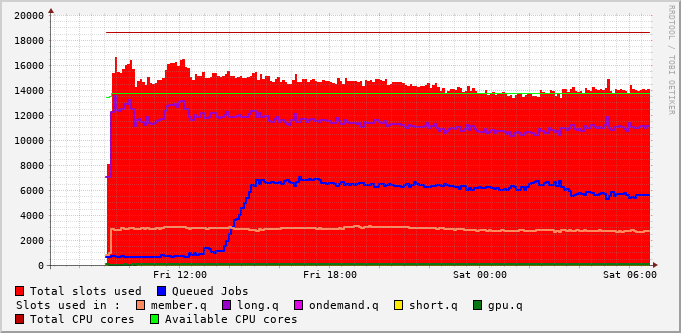 20000
18000
16000
14000
12000
10000
8000
6000
4000
2000
0
Fri 12:00 Fri 18:00 Sat 00:00 Sat 06:00
RRDTOOL / TOBI OETIKER
Total slots used Queued Jobs
Slots used in : member.q long.q ondemand.q short.q gpu.q
Total CPU cores Available CPU cores